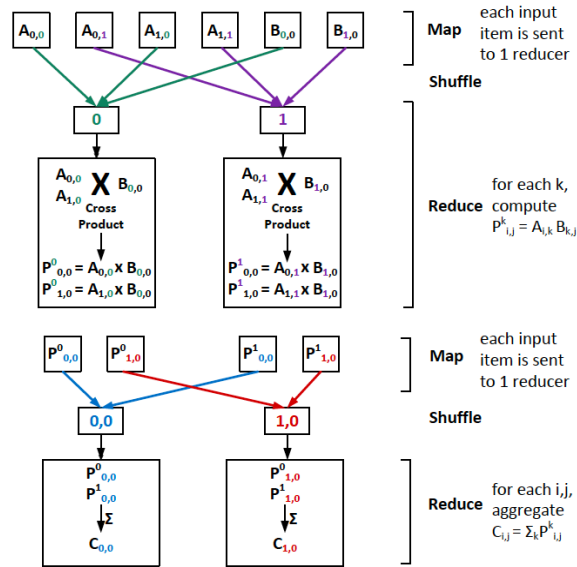 A0,0 A0,1 A1,0 A1,1 B0,0 B1,0
Map
each input
item is sent
to 1 reducer
Shuffle
0 1
A0,0
A1,0
X
B0,0
Cross
Product
P⁰0,0 = A0,0 x B0,0
P⁰1,0 = A1,0 x B0,0
A0,1
A1,1
X
B1,0
Cross
Product
P¹0,0 = A0,1 x B1,0
P¹1,0 = A1,1 x B1,0
Reduce
for each k,
compute
Pᵏi,j = Ai,k Bk,j
P⁰0,0 P⁰1,0 P¹0,0 P¹1,0
Map
each input
item is sent
to 1 reducer
Shuffle
0,0 1,0
P⁰0,0
P¹0,0
Σ
C0,0
P⁰1,0
P¹1,0
Σ
C1,0
Reduce
for each i,j,
aggregate
Ci,j = ΣkPᵏi,j